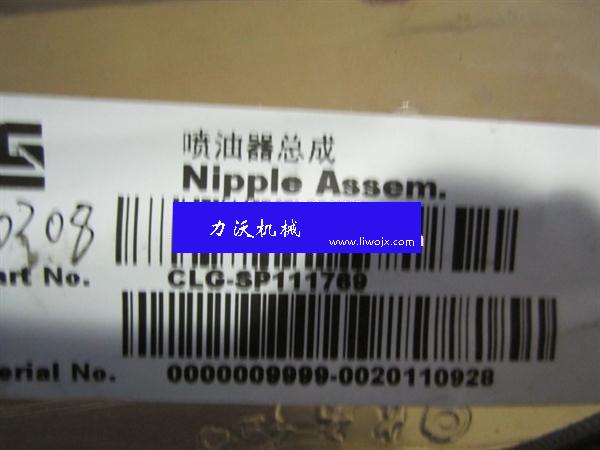 喷油器总成
Nipple Assem.
力沃机械
www.liwojx.com
0308
art No.
CLG-SP111769
erial No.
0000009999-0020110928